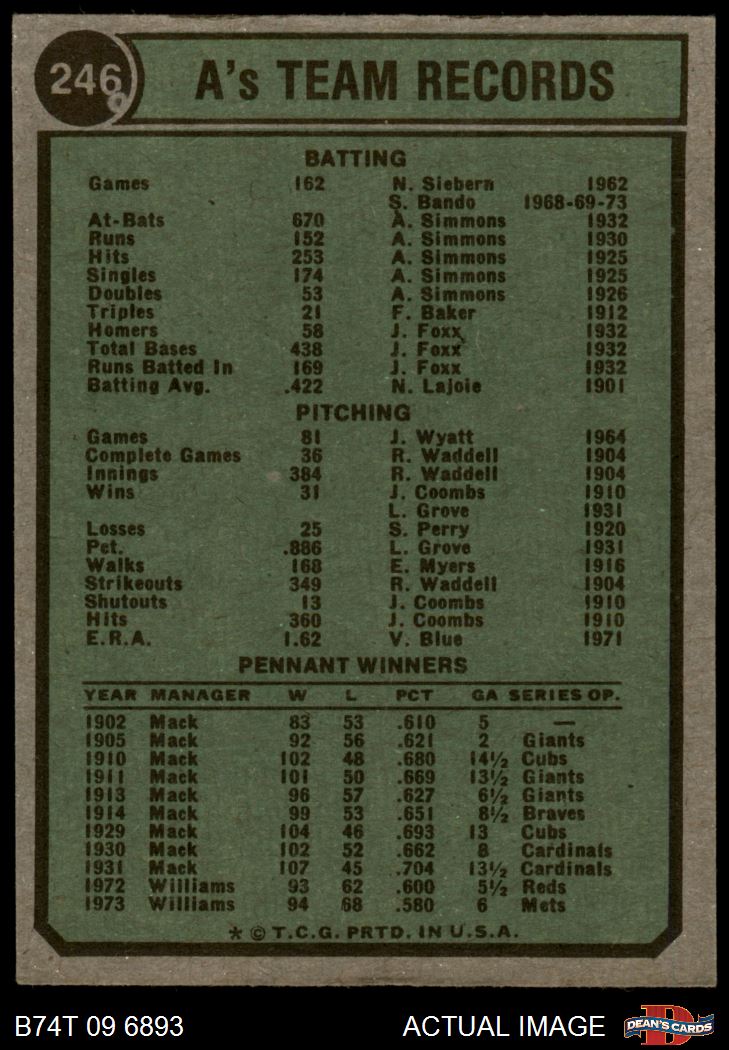 246 A's TEAM RECORDS
BATTING
Games 162 N. Siebern 1962
S. Bando 1968-69-73
At-Bats 670 A. Simmons 1932
Runs 152 A. Simmons 1930
Hits 253 A. Simmons 1925
Singles 174 A. Simmons 1925
Doubles 53 A. Simmons 1926
Triples 21 F. Baker 1912
Homers 58 J. Foxx 1932
Total Bases 438 J. Foxx 1932
Runs Batted In 169 J. Foxx 1932
Batting Avg. .422 N. Lajoie 1901
PITCHING
Games 81 J. Wyatt 1964
Complete Games 36 R. Waddell 1904
Innings 384 R. Waddell 1904
Wins 31 J. Coombs 1910
L. Grove 1931
Losses 25 S. Perry 1920
Pct. .886 L. Grove 1931
Walks 168 E. Myers 1916
Strikeouts 349 R. Waddell 1904
Shutouts 13 J. Coombs 1910
Hits 360 J. Coombs 1910
E.R.A. 1.62 V. Blue 1971
PENNANT WINNERS
YEAR MANAGER W L PCT GA SERIES OP.
1902 Mack 83 53 .610 5 —
1905 Mack 92 56 .621 2 Giants
1910 Mack 102 48 .680 14½ Cubs
1911 Mack 101 50 .669 13½ Giants
1913 Mack 96 57 .627 6½ Giants
1914 Mack 99 53 .651 8½ Braves
1929 Mack 104 46 .693 13 Cubs
1930 Mack 102 52 .662 8 Cardinals
1931 Mack 107 45 .704 13½ Cardinals
1972 Williams 93 62 .600 5½ Reds
1973 Williams 94 68 .580 6 Mets
* © T.C.G. PRTD. IN U.S.A.
B74T 09 6893 ACTUAL IMAGE DEAN'S CARDS